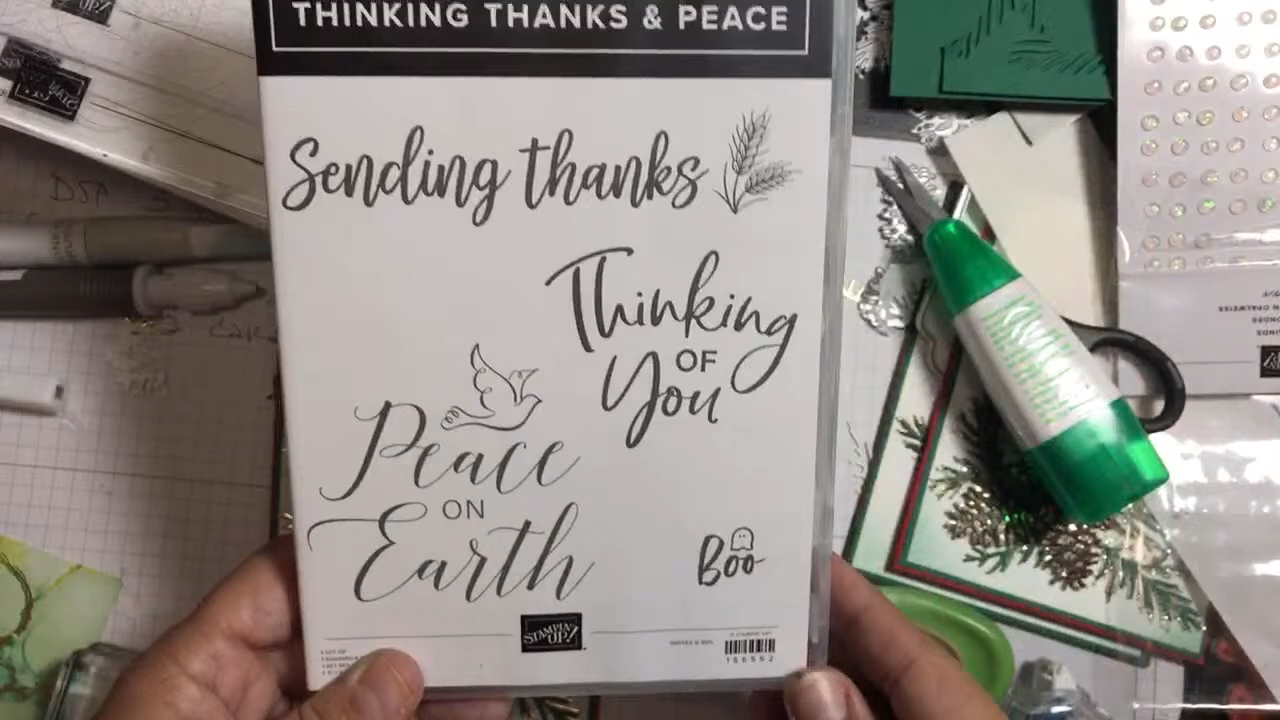 THINKING THANKS & PEACE
Sending thanks
Thinking
OF
You
Peace
ON
Earth
Boo
STAMPIN' UP!